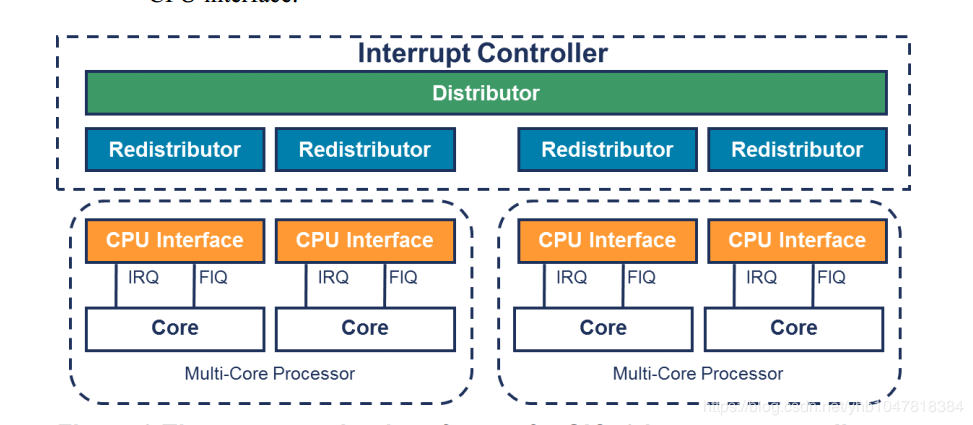 CPU interface.
Interrupt Controller
Distributor
Redistributor Redistributor Redistributor Redistributor
CPU Interface CPU Interface CPU Interface CPU Interface
IRQ FIQ IRQ FIQ IRQ FIQ IRQ FIQ
Core Core Core Core
Multi-Core Processor Multi-Core Processor
https://blog.csdn.net/yhb1047818384